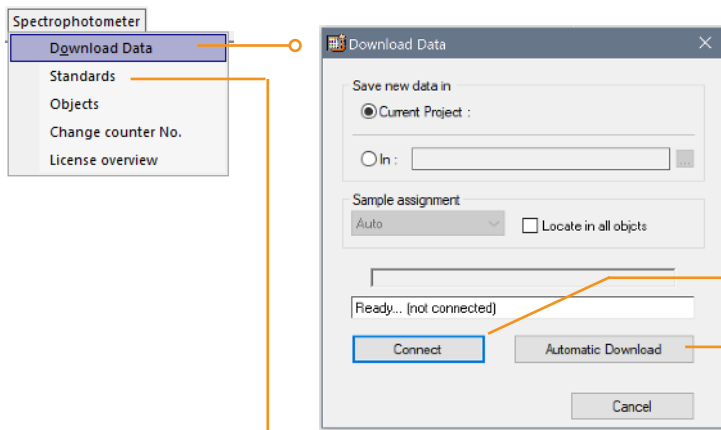 Spectrophotometer
Download Data
Standards
Objects
Change counter No.
License overview
Download Data
Save new data in
Current Project :
In :
...
Sample assignment
Auto
Locate in all objcts
Ready... (not connected)
Connect
Automatic Download
Cancel